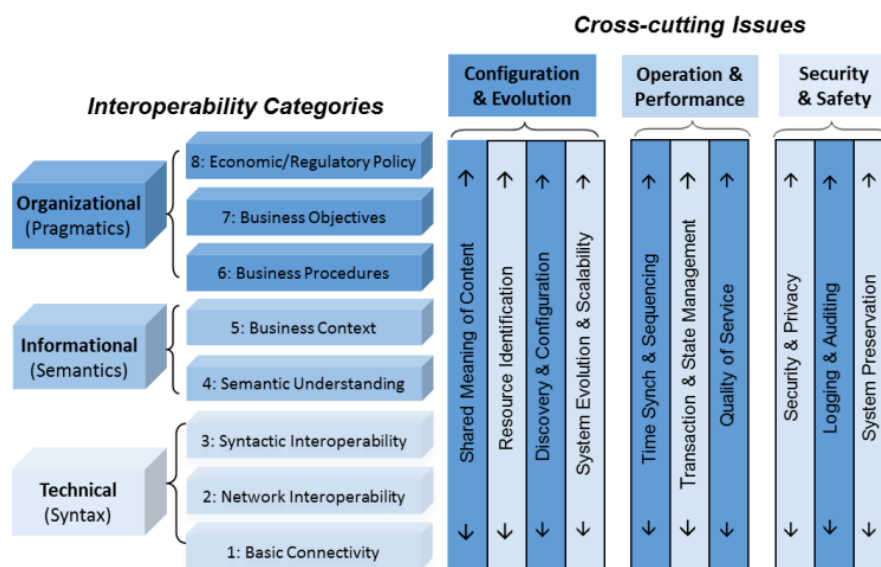 Cross-cutting Issues
Configuration
& Evolution
Operation &
Performance
Security
& Safety
Interoperability Categories
Organizational
(Pragmatics)
8: Economic/Regulatory Policy
7: Business Objectives
6: Business Procedures
Informational
(Semantics)
5: Business Context
4: Semantic Understanding
Technical
(Syntax)
3: Syntactic Interoperability
2: Network Interoperability
1: Basic Connectivity
Shared Meaning of Content
Resource Identification
Discovery & Configuration
System Evolution & Scalability
Time Synch & Sequencing
Transaction & State Management
Quality of Service
Security & Privacy
Logging & Auditing
System Preservation